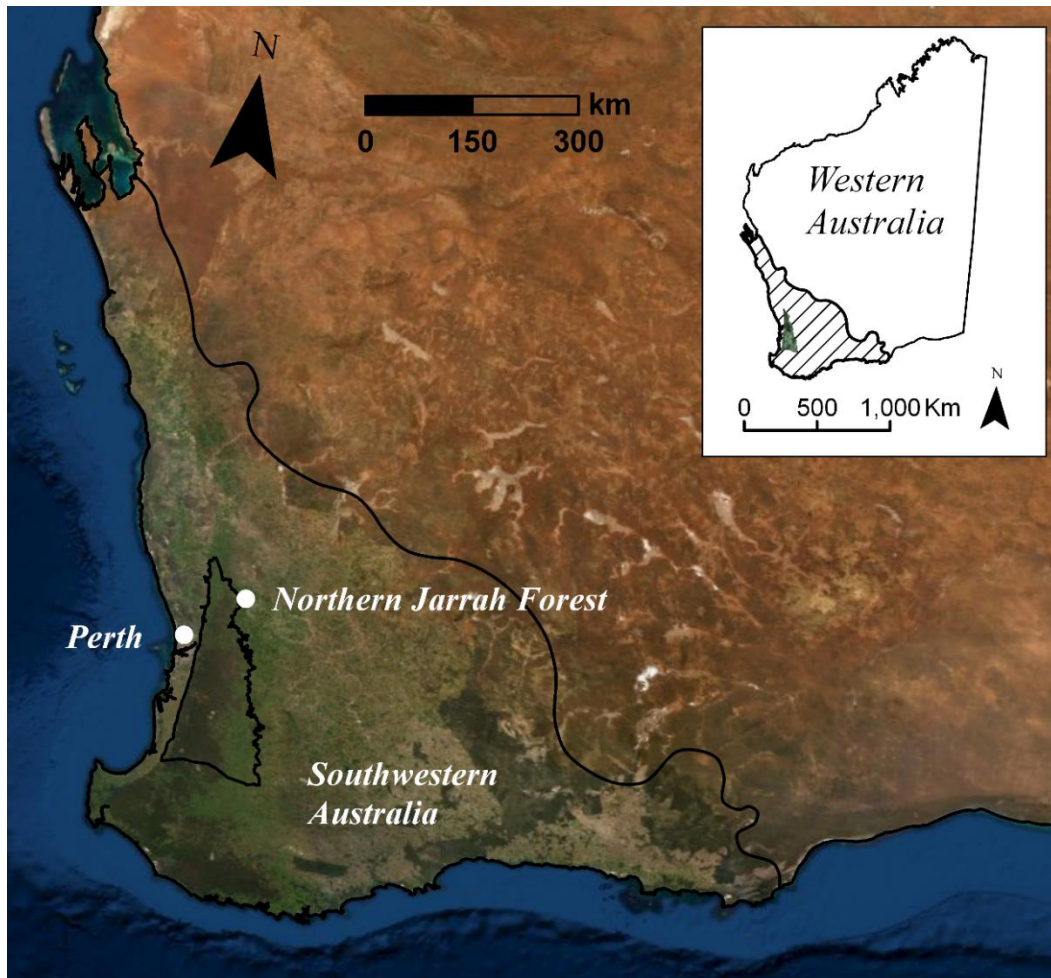 N
km
0 150 300
Western
Australia
N
0 500 1,000 Km
Northern Jarrah Forest
Perth
Southwestern
Australia